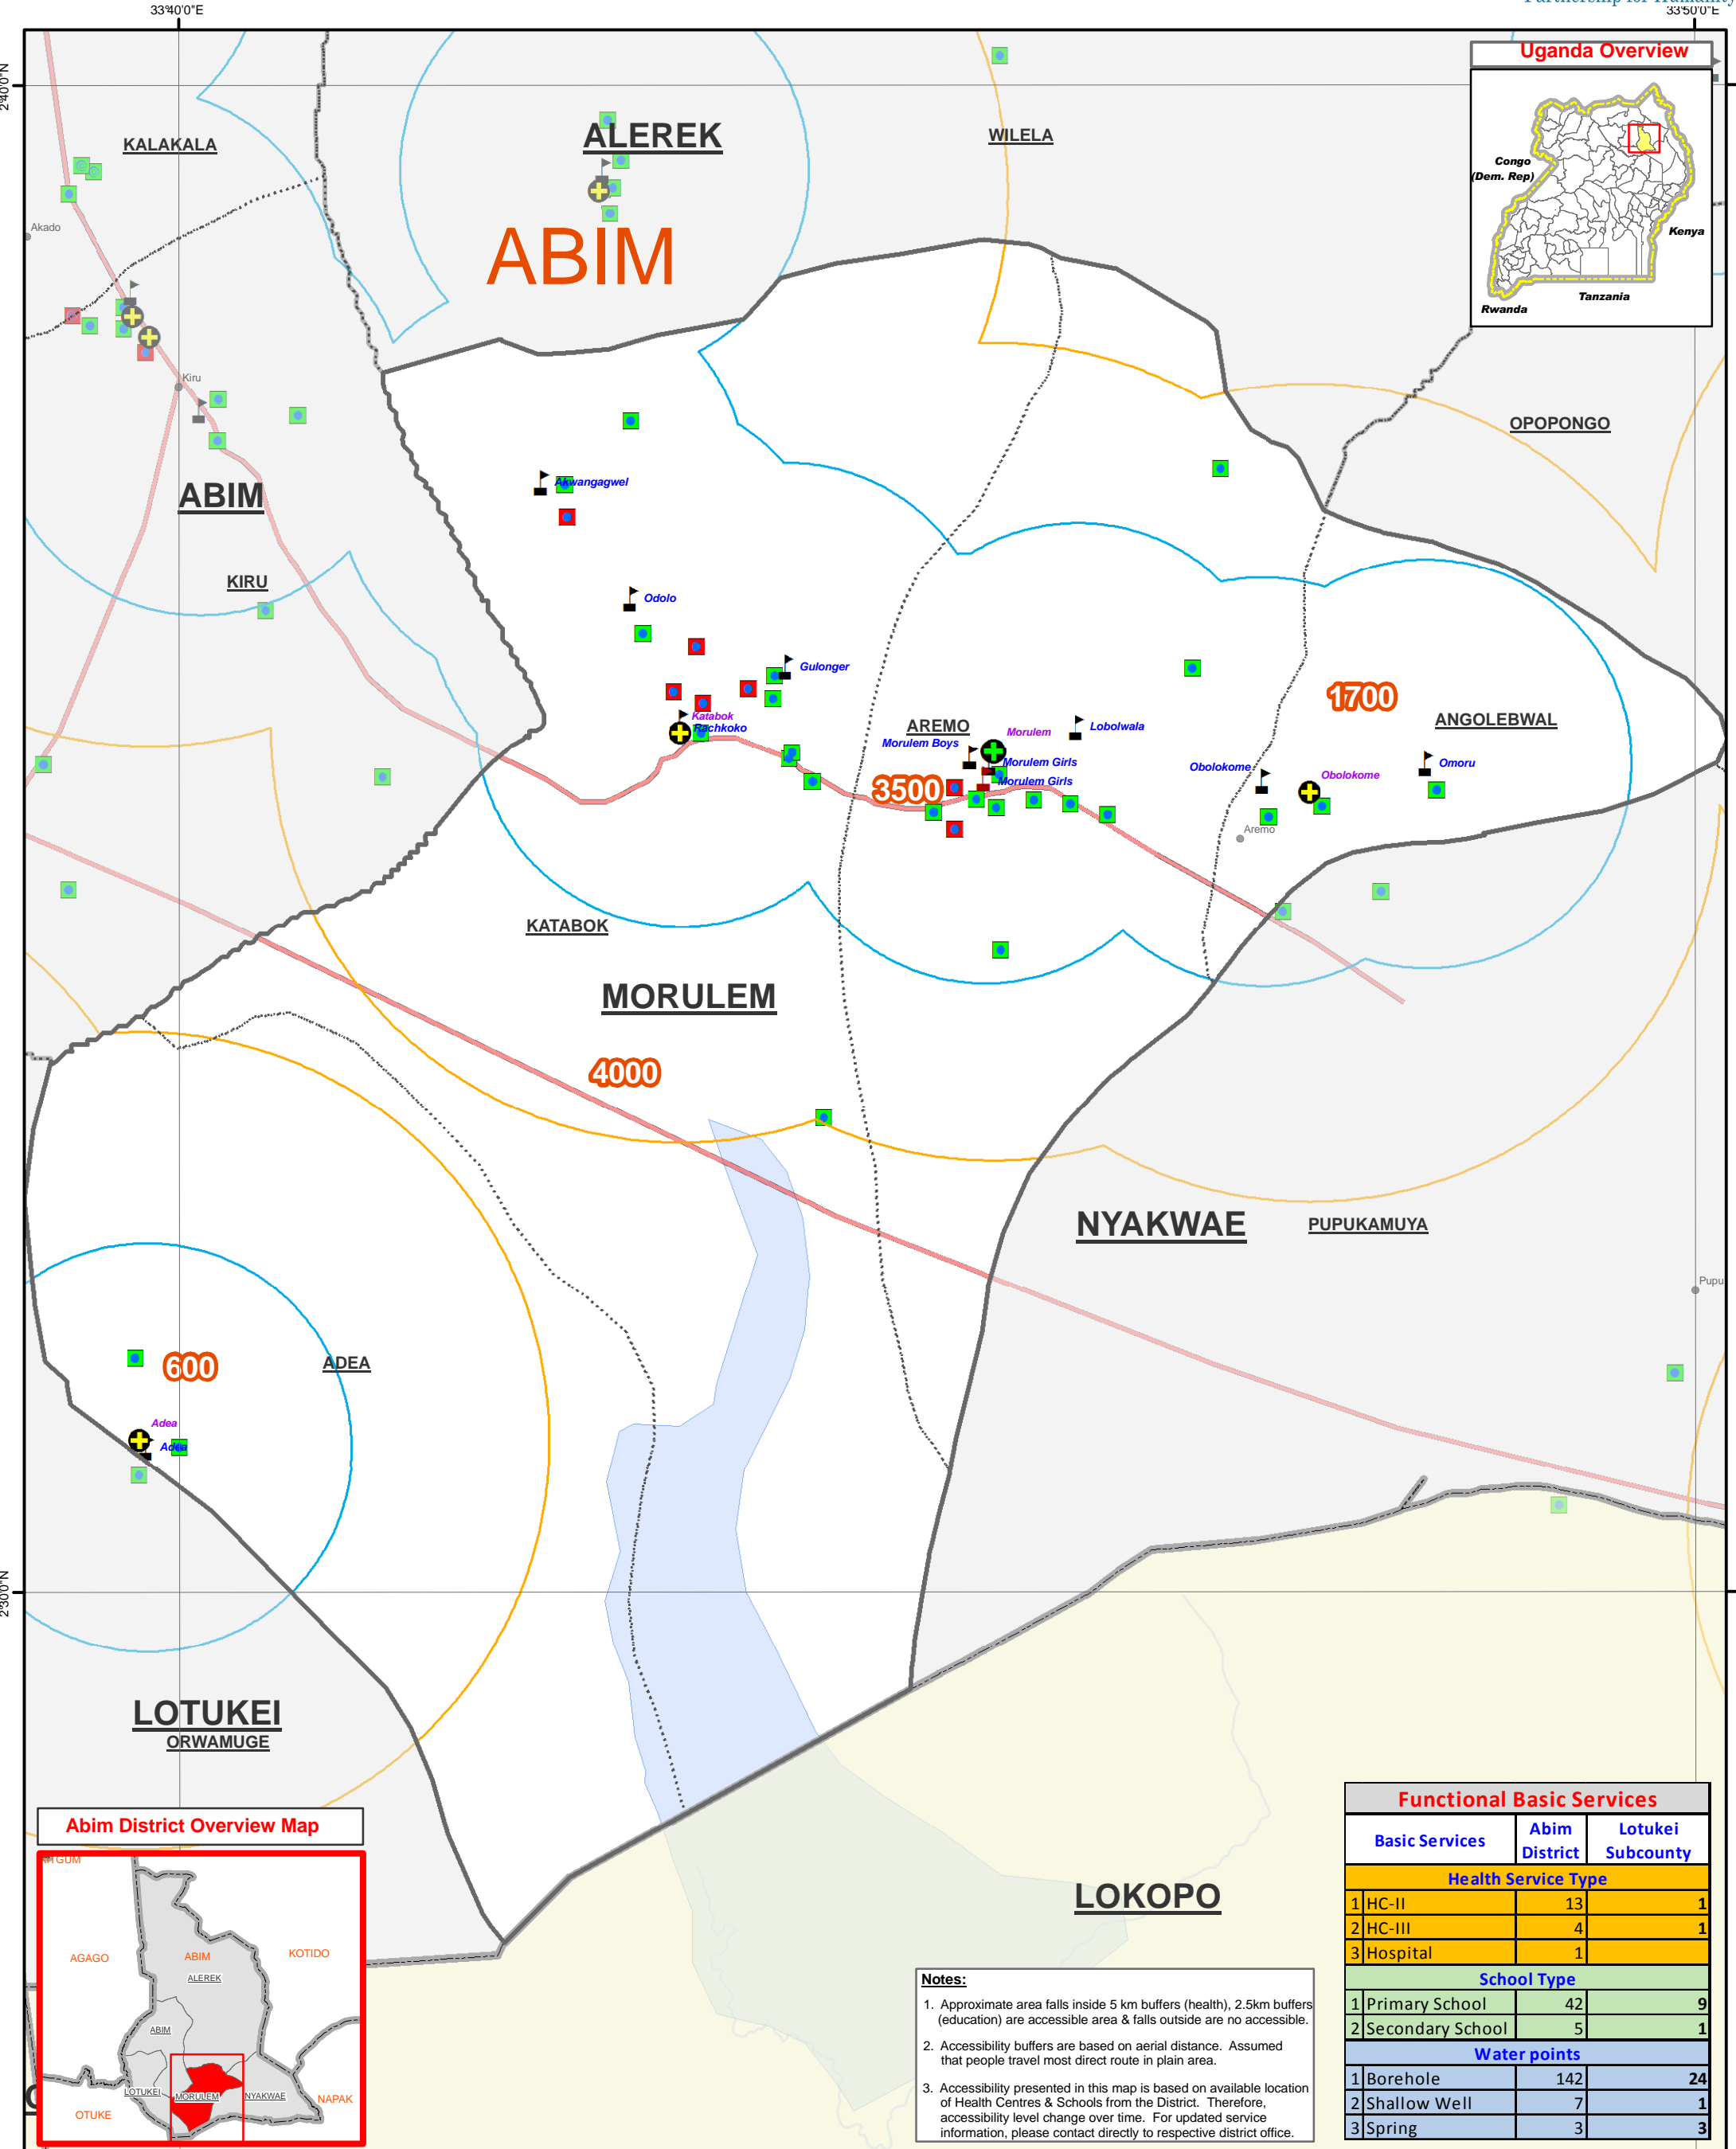 Partnership for Humanity
33°40'0"E
33°50'0"E
2°40'0"N
2°30'0"N
Uganda Overview
Congo
(Dem. Rep)
Kenya
Tanzania
Rwanda
KALAKALA
ALEREK
WILELA
Akado
ABIM
Kiru
OPOPONGO
ABIM
Akwangagwel
KIRU
Odolo
Gulonger
1700
Katabok
Rachkoko
AREMO
Morulem
Lobolwala
ANGOLEBWAL
Morulem Boys
Morulem Girls
Morulem Girls
Obolokome
Obolokome
Omoru
3500
Aremo
KATABOK
MORULEM
4000
NYAKWAE
PUPUKAMUYA
Pupu
600
ADEA
Adea
Adea
LOTUKEI
ORWAMUGE
LOKOPO
Abim District Overview Map
AGAGO
ABIM
KOTIDO
ALEREK
ABIM
LOTUKEI
MORULEM
NYAKWAE
NAPAK
OTUKE
Notes:
1. Approximate area falls inside 5 km buffers (health), 2.5km buffers
(education) are accessible area & falls outside are no accessible.
2. Accessibility buffers are based on aerial distance. Assumed
that people travel most direct route in plain area.
3. Accessibility presented in this map is based on available location
of Health Centres & Schools from the District. Therefore,
accessibility level change over time. For updated service
information, please contact directly to respective district office.
Functional Basic Services
Basic Services Abim District Lotukei Subcounty
Health Service Type
1 HC-II 13 1
2 HC-III 4 1
3 Hospital 1
School Type
1 Primary School 42 9
2 Secondary School 5 1
Water points
1 Borehole 142 24
2 Shallow Well 7 1
3 Spring 3 3